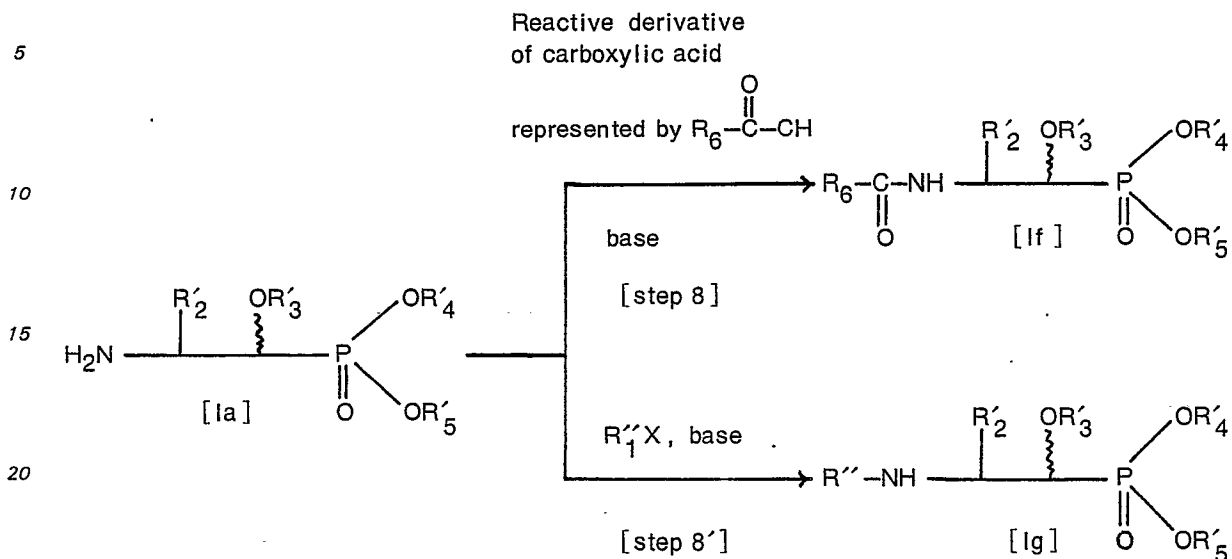 5
Reactive derivative
of carboxylic acid
represented by R6-C-CH
O
10
R6-C-NH
O
R'2
OR'3
P
O
OR'4
OR'5
[If]
base
[step 8]
15
H2N
R'2
OR'3
P
O
OR'4
OR'5
[Ia]
20
R''1X, base
[step 8']
R''-NH
R'2
OR'3
P
O
OR'4
OR'5
[Ig]